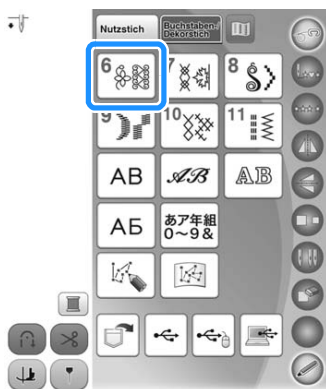 Nutzstich
Buchstaben/
Dekorstich
6
7
8
9
10
11
AB
AB
AB
АБ
あア年組
0~9&